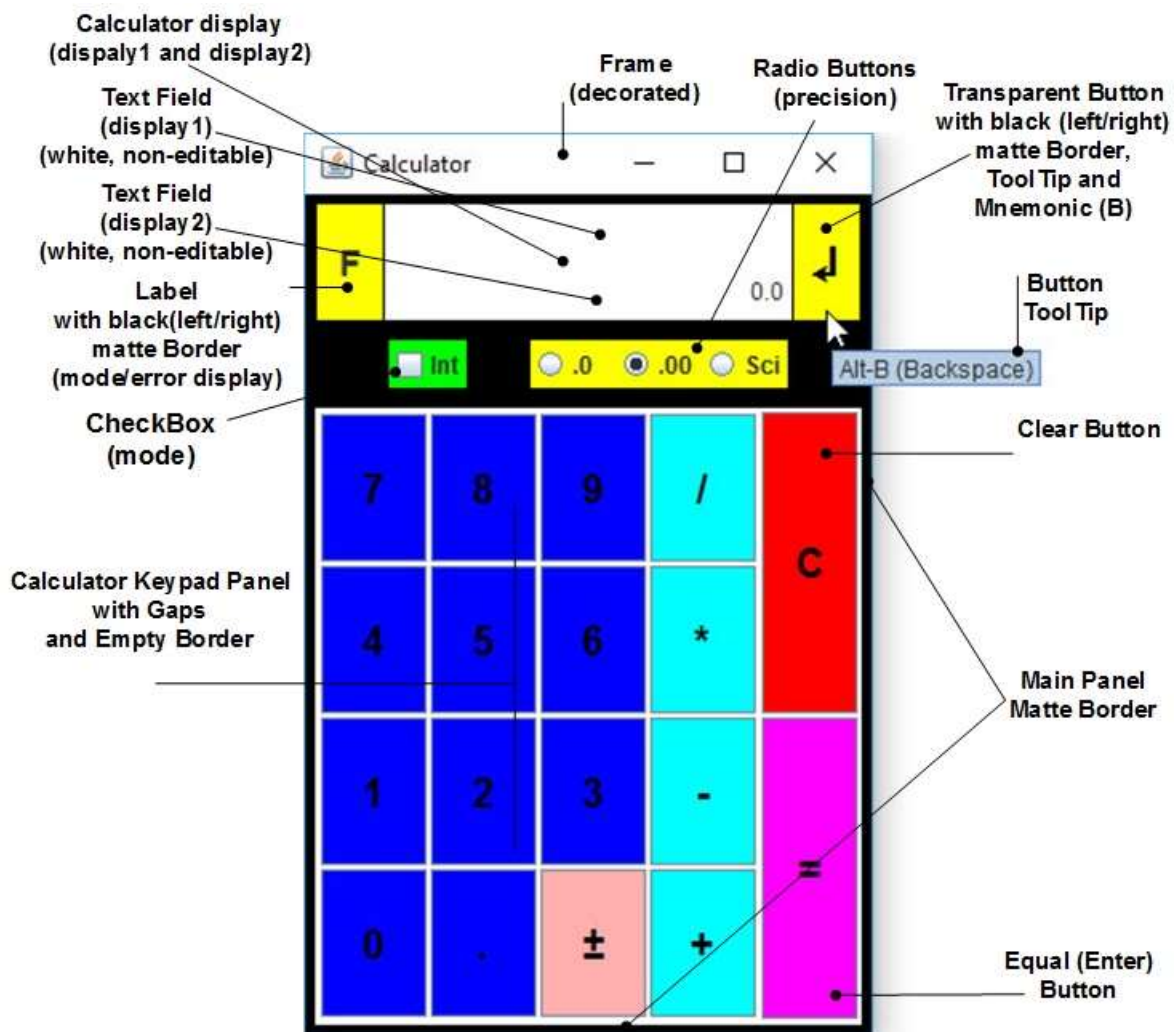 Calculator display
(dispaly1 and display2)
Text Field
(display1)
(white, non-editable)
Text Field
(display2)
(white, non-editable)
Label
with black(left/right)
matte Border
(mode/error display)
CheckBox
(mode)
Calculator Keypad Panel
with Gaps
and Empty Border
Frame
(decorated)
Radio Buttons
(precision)
Transparent Button
with black (left/right)
matte Border,
ToolTip and
Mnemonic (B)
Button
ToolTip
Clear Button
Main Panel
Matte Border
Equal (Enter)
Button
Calculator
F
0.0
Int
.0 .00 Sci
Alt-B (Backspace)
7 8 9 / C
4 5 6 *
1 2 3 - =
0 . ± +